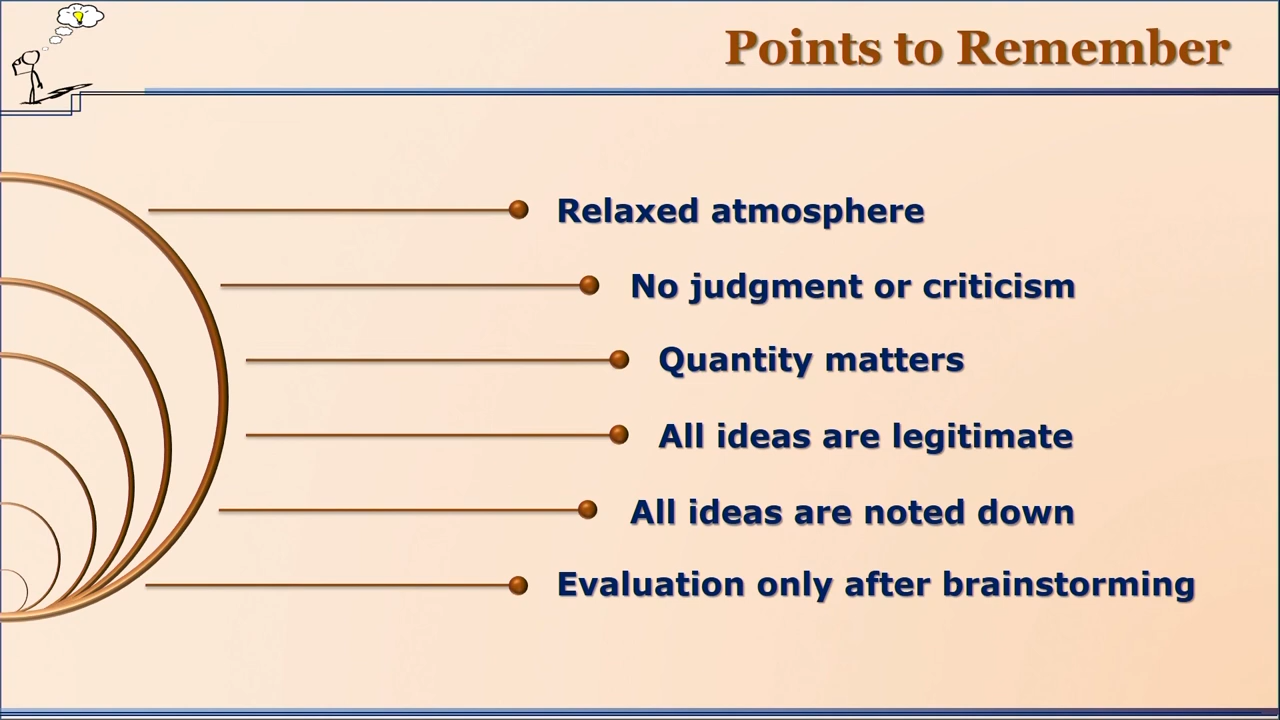 Points to Remember
Relaxed atmosphere
No judgment or criticism
Quantity matters
All ideas are legitimate
All ideas are noted down
Evaluation only after brainstorming